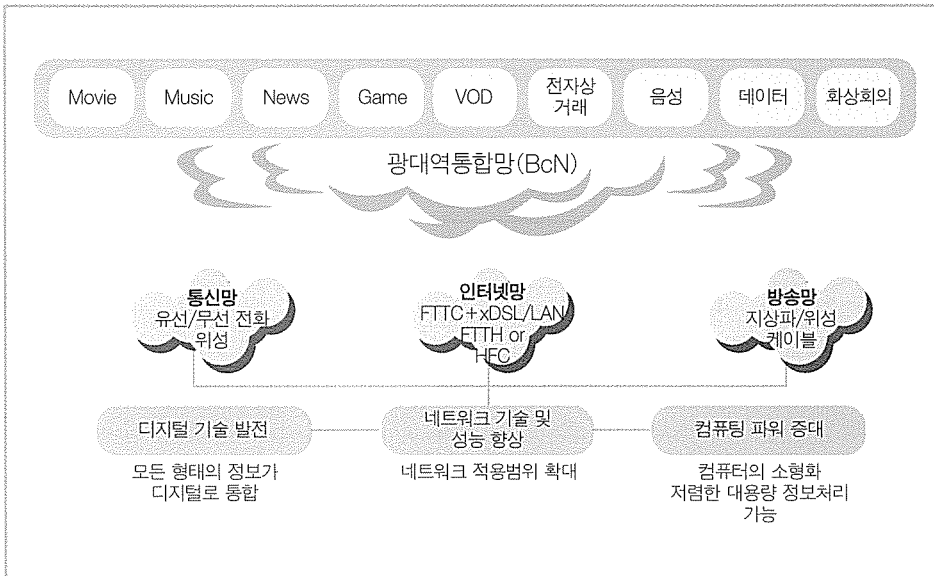 Movie Music News Game VOD 전자상
거래 음성 데이터 화상회의
광대역통합망(BcN)
통신망
유선/무선 전화
위성
인터넷망
FTTC+xDSL/LAN
FTTH or
HFC
방송망
지상파/위성
케이블
디지털 기술 발전
네트워크 기술 및
성능 향상
컴퓨팅 파워 증대
모든 형태의 정보가
디지털로 통합
네트워크 적용범위 확대
컴퓨터의 소형화
저렴한 대용량 정보처리
가능